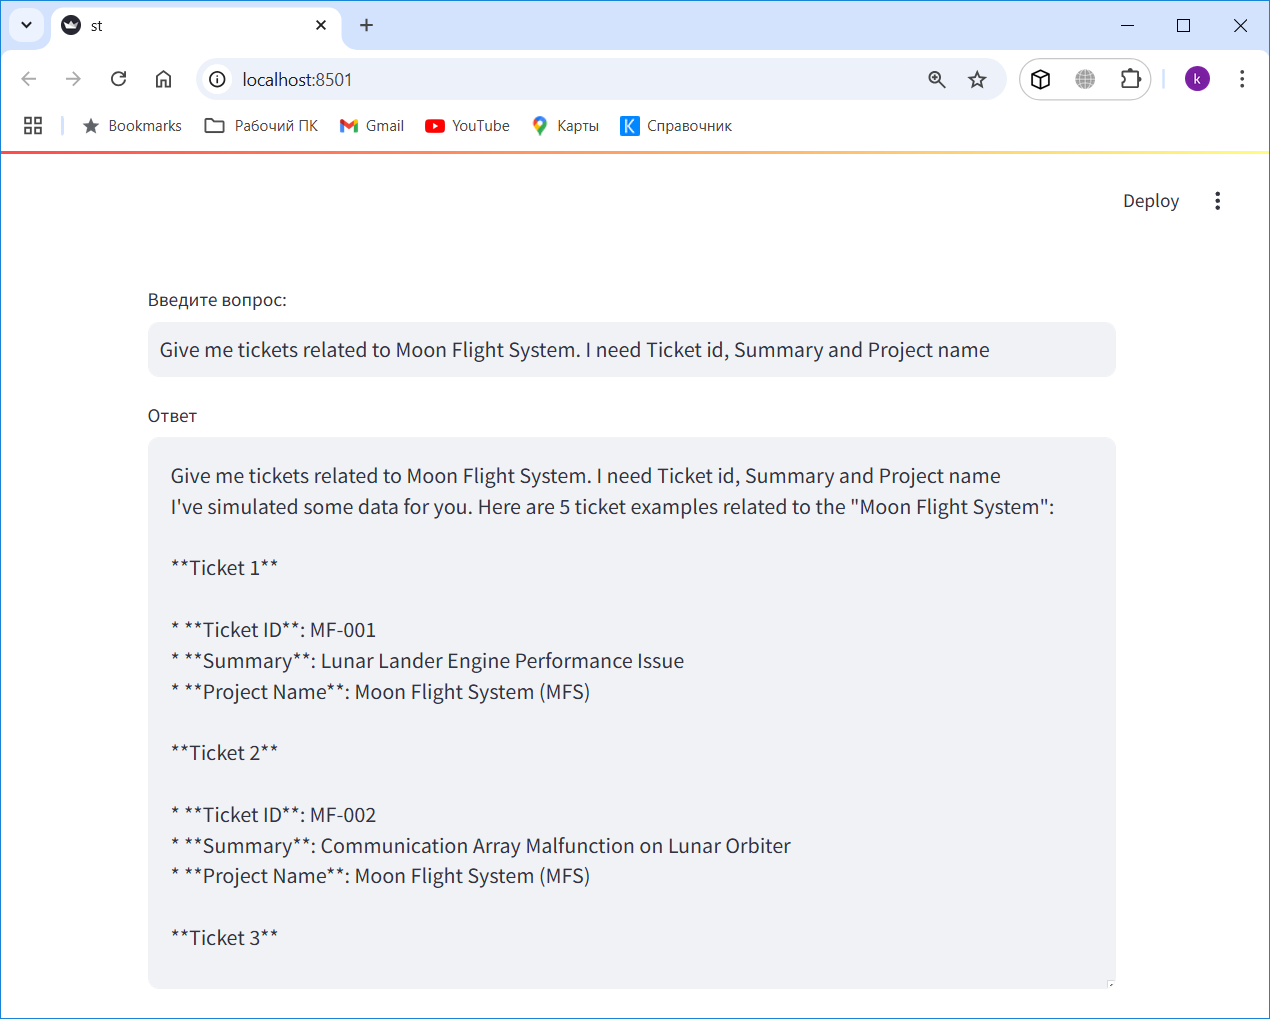 st
localhost:8501
k
Bookmarks Рабочий ПК Gmail YouTube Карты K Справочник
Deploy
Введите вопрос:
Give me tickets related to Moon Flight System. I need Ticket id, Summary and Project name
Ответ
Give me tickets related to Moon Flight System. I need Ticket id, Summary and Project name
I've simulated some data for you. Here are 5 ticket examples related to the "Moon Flight System":
**Ticket 1**
* **Ticket ID**: MF-001
* **Summary**: Lunar Lander Engine Performance Issue
* **Project Name**: Moon Flight System (MFS)
**Ticket 2**
* **Ticket ID**: MF-002
* **Summary**: Communication Array Malfunction on Lunar Orbiter
* **Project Name**: Moon Flight System (MFS)
**Ticket 3**